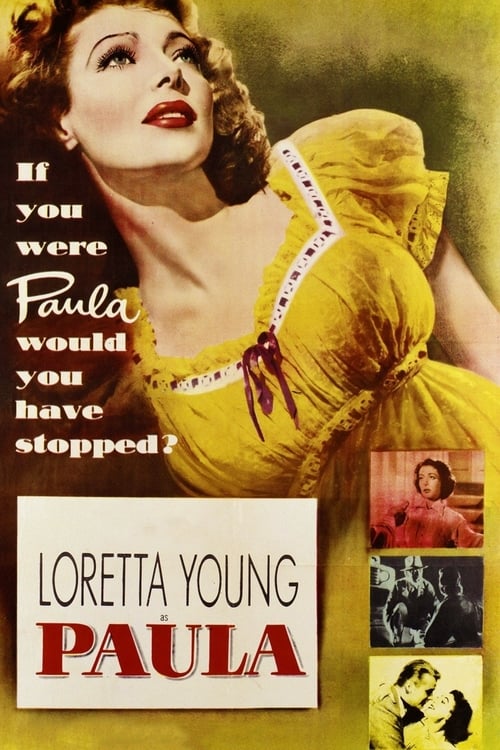 If
you
were
Paula
would
you
have
stopped?
LORETTA YOUNG
as
PAULA